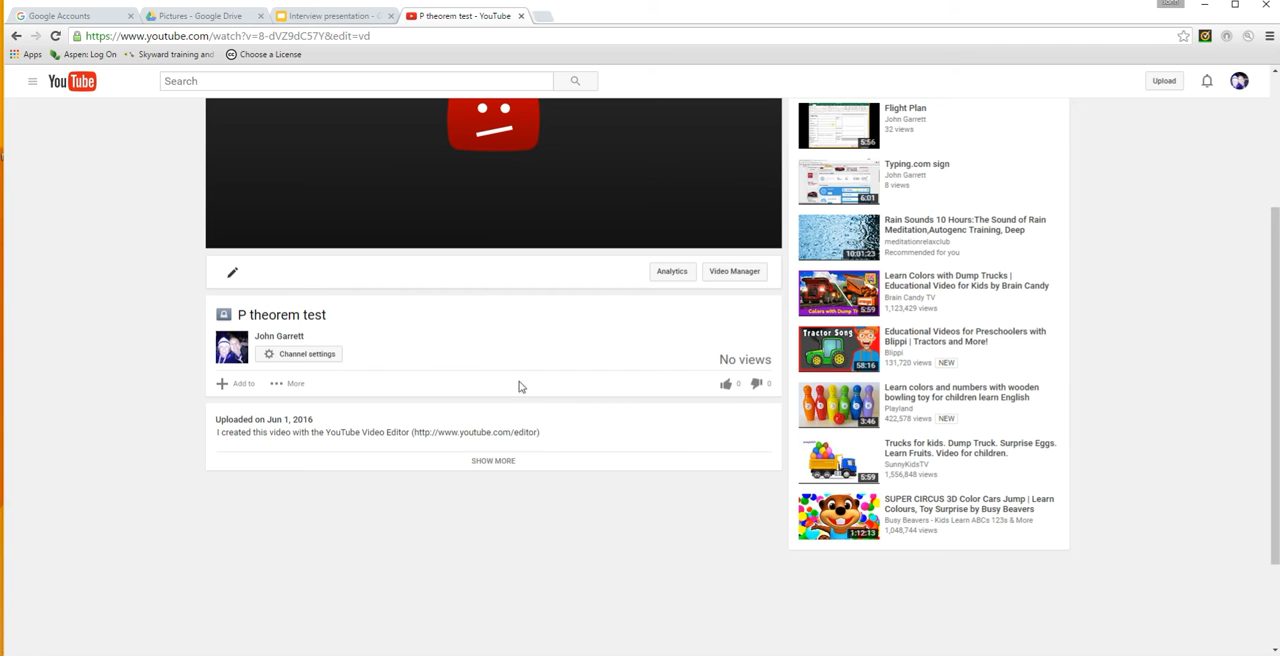 John
Google Accounts
Pictures - Google Drive
Interview presentation -
P theorem test - YouTube
https://www.youtube.com/watch?v=8-dVZ9dC57Y&edit=vd
Apps
Aspen: Log On
Skyward training and
Choose a License
YouTube
Search
Upload
Analytics
Video Manager
P theorem test
John Garrett
Channel settings
No views
Add to
More
0
0
Uploaded on Jun 1, 2016
I created this video with the YouTube Video Editor (http://www.youtube.com/editor)
SHOW MORE
5:56
Flight Plan
John Garrett
32 views
6:01
Typing.com sign
John Garrett
8 views
10:01:23
Rain Sounds 10 Hours:The Sound of Rain
Meditation,Autogenc Training, Deep
meditationrelaxclub
Recommended for you
Colors with Dump Tru
5:59
Learn Colors with Dump Trucks |
Educational Video for Kids by Brain Candy
Brain Candy TV
1,123,429 views
Tractor Song
58:16
Educational Videos for Preschoolers with
Blippi | Tractors and More!
Blippi
131,720 views NEW
3:46
Learn colors and numbers with wooden
bowling toy for children learn English
Playland
422,578 views NEW
5:59
Trucks for kids. Dump Truck. Surprise Eggs.
Learn Fruits. Video for children.
SunnyKidsTV
1,556,848 views
1:12:13
SUPER CIRCUS 3D Color Cars Jump | Learn
Colours, Toy Surprise by Busy Beavers
Busy Beavers - Kids Learn ABCs 123s & More
1,048,744 views